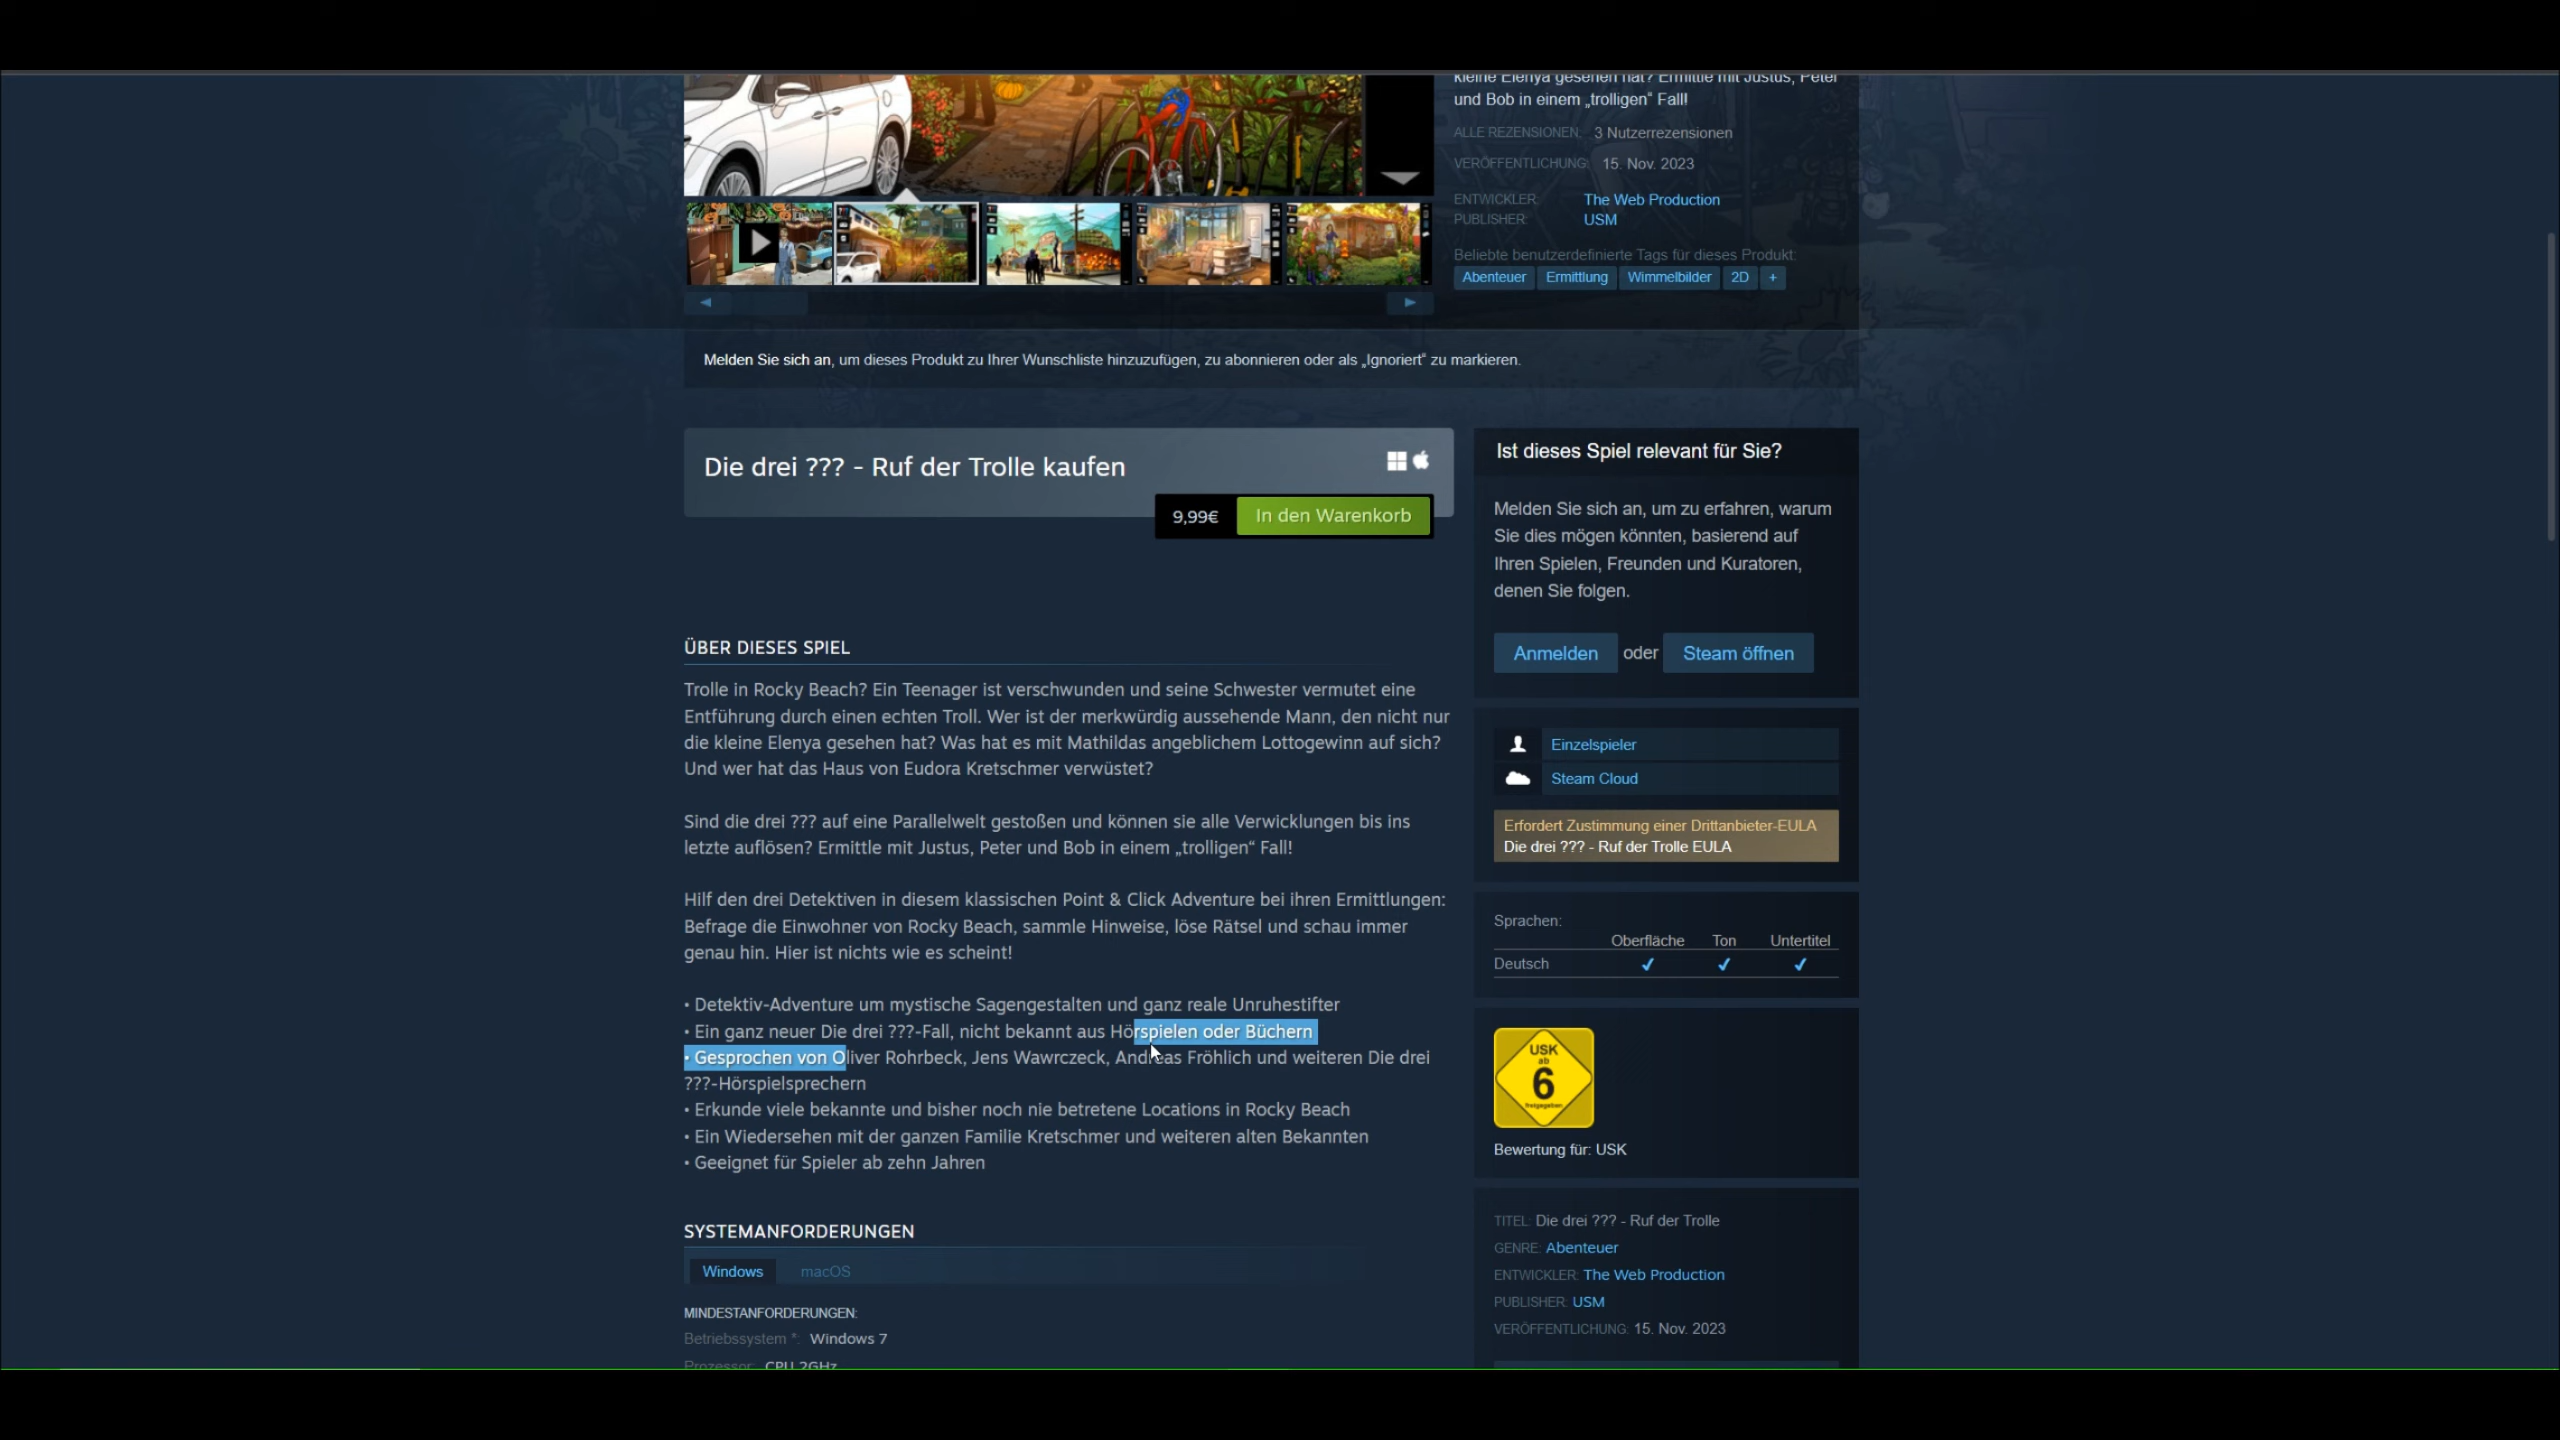 kleine Elenya gesehen hat? Ermittle mit Justus, Peter
und Bob in einem „trolligen“ Fall!
ALLE REZENSIONEN: 3 Nutzerrezensionen
VERÖFFENTLICHUNG: 15. Nov. 2023
ENTWICKLER: The Web Production
PUBLISHER: USM
Beliebte benutzerdefinierte Tags für dieses Produkt:
Abenteuer Ermittlung Wimmelbilder 2D +
Melden Sie sich an, um dieses Produkt zu Ihrer Wunschliste hinzuzufügen, zu abonnieren oder als „Ignoriert“ zu markieren.
Die drei ??? - Ruf der Trolle kaufen
9,99€ In den Warenkorb
ÜBER DIESES SPIEL
Trolle in Rocky Beach? Ein Teenager ist verschwunden und seine Schwester vermutet eine
Entführung durch einen echten Troll. Wer ist der merkwürdig aussehende Mann, den nicht nur
die kleine Elenya gesehen hat? Was hat es mit Mathildas angeblichem Lottogewinn auf sich?
Und wer hat das Haus von Eudora Kretschmer verwüstet?
Sind die drei ??? auf eine Parallelwelt gestoßen und können sie alle Verwicklungen bis ins
letzte auflösen? Ermittle mit Justus, Peter und Bob in einem „trolligen“ Fall!
Hilf den drei Detektiven in diesem klassischen Point & Click Adventure bei ihren Ermittlungen:
Befrage die Einwohner von Rocky Beach, sammle Hinweise, löse Rätsel und schau immer
genau hin. Hier ist nichts wie es scheint!
• Detektiv-Adventure um mystische Sagengestalten und ganz reale Unruhestifter
• Ein ganz neuer Die drei ???-Fall, nicht bekannt aus Hörspielen oder Büchern
• Gesprochen von Oliver Rohrbeck, Jens Wawrczeck, Andreas Fröhlich und weiteren Die drei
???-Hörspielsprechern
• Erkunde viele bekannte und bisher noch nie betretene Locations in Rocky Beach
• Ein Wiedersehen mit der ganzen Familie Kretschmer und weiteren alten Bekannten
• Geeignet für Spieler ab zehn Jahren
SYSTEMANFORDERUNGEN
Windows macOS
MINDESTANFORDERUNGEN:
Betriebssystem *: Windows 7
Prozessor: CPU 2GHz
Ist dieses Spiel relevant für Sie?
Melden Sie sich an, um zu erfahren, warum
Sie dies mögen könnten, basierend auf
Ihren Spielen, Freunden und Kuratoren,
denen Sie folgen.
Anmelden oder Steam öffnen
Einzelspieler
Steam Cloud
Erfordert Zustimmung einer Drittanbieter-EULA
Die drei ??? - Ruf der Trolle EULA
Sprachen:
Oberfläche Ton Untertitel
Deutsch ✔ ✔ ✔
USK
ab
6
freigegeben
Bewertung für: USK
TITEL: Die drei ??? - Ruf der Trolle
GENRE: Abenteuer
ENTWICKLER: The Web Production
PUBLISHER: USM
VERÖFFENTLICHUNG: 15. Nov. 2023